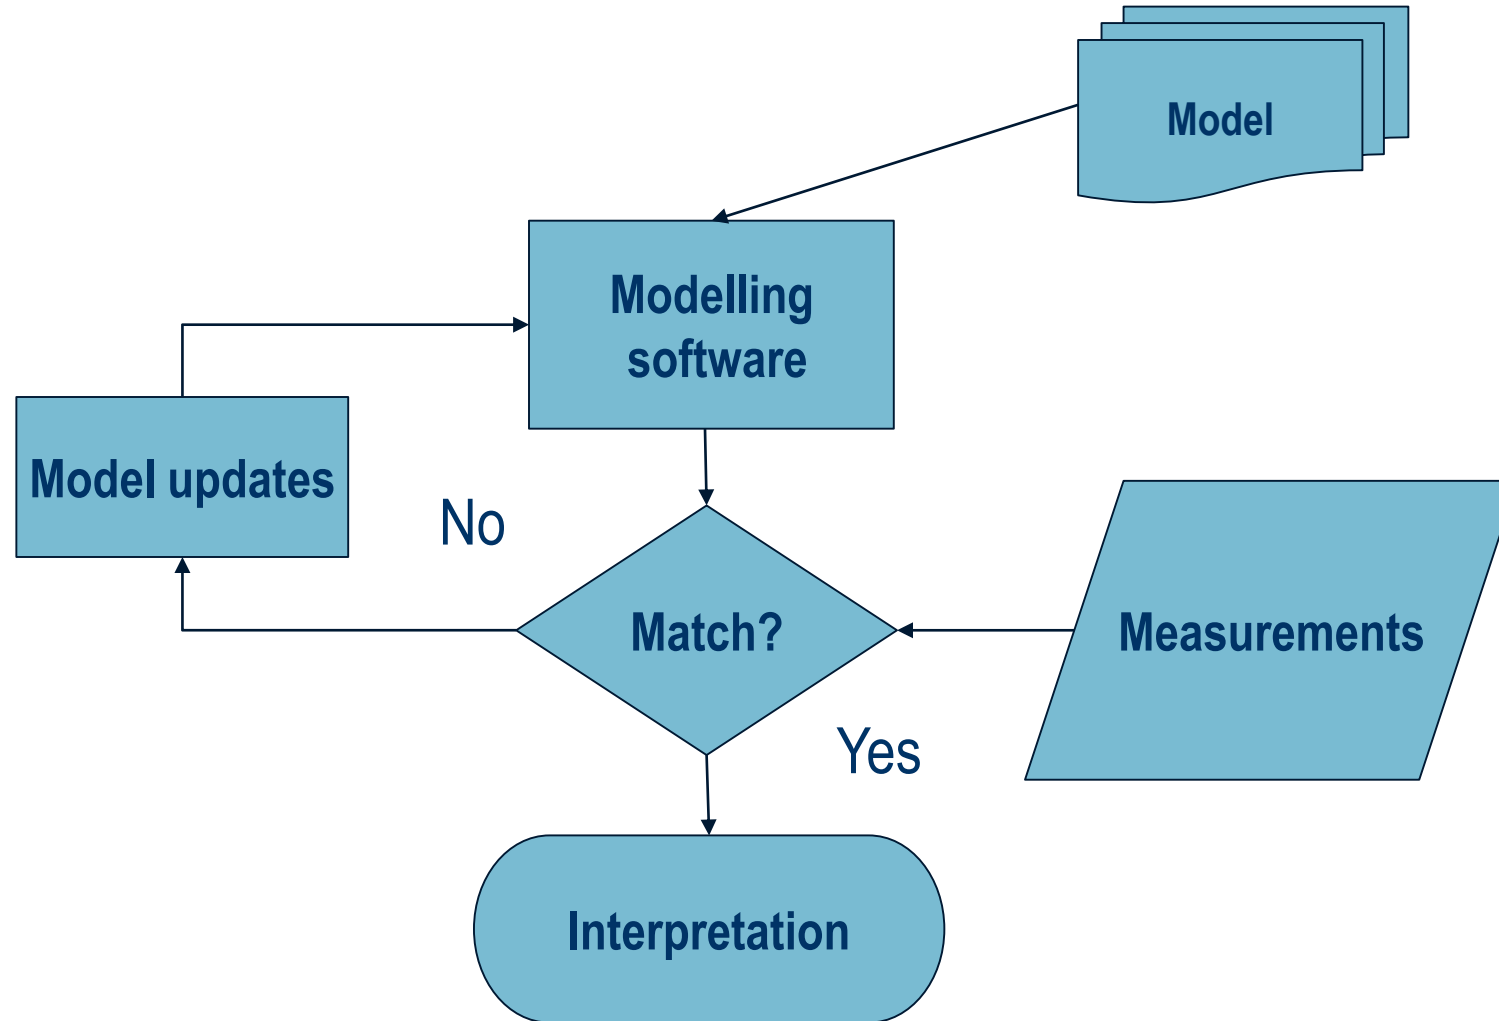 Model
Modelling
software
Model updates
No
Match?
Measurements
Yes
Interpretation